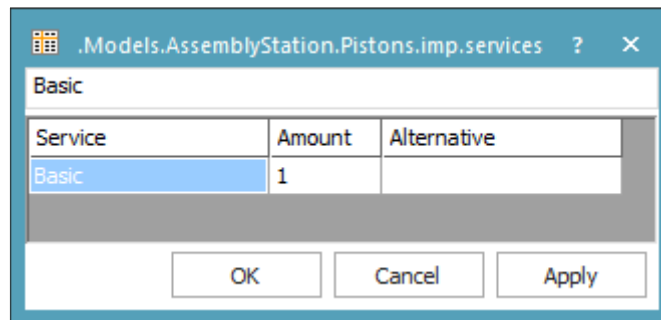 .Models.AssemblyStation.Pistons.imp.services ? ×
Basic
Service Amount Alternative
Basic 1
OK Cancel Apply